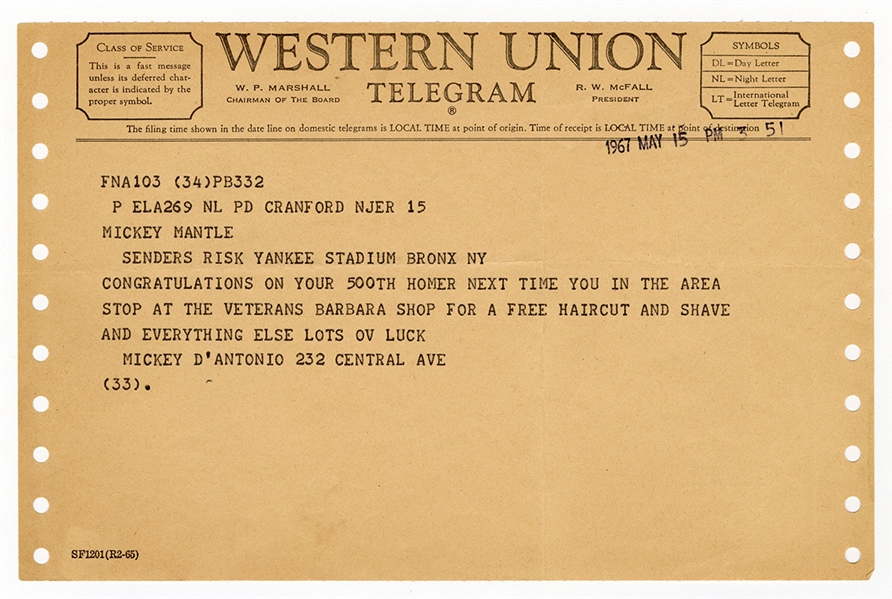 CLASS OF SERVICE
This is a fast message
unless its deferred char-
acter is indicated by the
proper symbol.
WESTERN UNION
TELEGRAM
®
W. P. MARSHALL
CHAIRMAN OF THE BOARD
R. W. McFALL
PRESIDENT
SYMBOLS
DL=Day Letter
NL=Night Letter
LT=International Letter Telegram
The filing time shown in the date line on domestic telegrams is LOCAL TIME at point of origin. Time of receipt is LOCAL TIME at point of destination
1967 MAY 15 PM 3 51
FNA103 (34)PB332
P ELA269 NL PD CRANFORD NJER 15
MICKEY MANTLE
SENDERS RISK YANKEE STADIUM BRONX NY
CONGRATULATIONS ON YOUR 500TH HOMER NEXT TIME YOU IN THE AREA
STOP AT THE VETERANS BARBARA SHOP FOR A FREE HAIRCUT AND SHAVE
AND EVERYTHING ELSE LOTS OV LUCK
MICKEY D'ANTONIO 232 CENTRAL AVE
(33).
SF1201(R2-65)